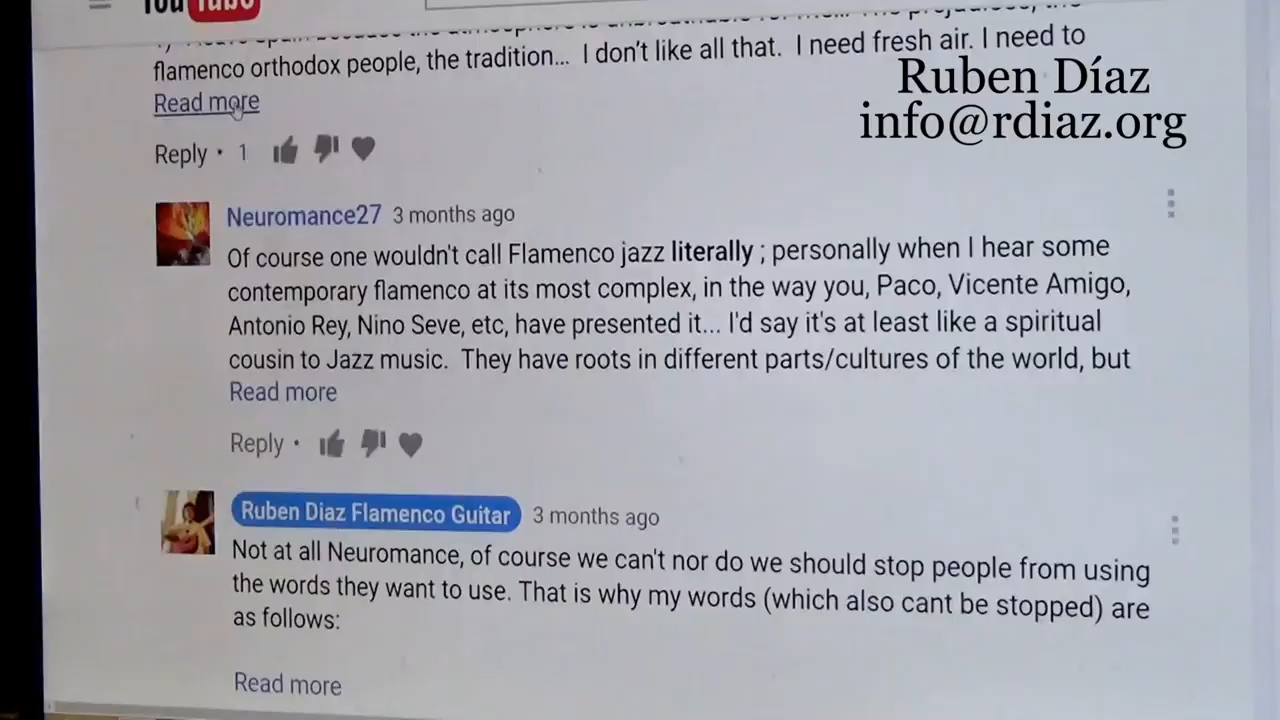 YouTube
flamenco orthodox people, the tradition... I don't like all that. I need fresh air. I need to
Read more
Reply • 1
Ruben Díaz
info@rdiaz.org
Neuromance27 3 months ago
Of course one wouldn't call Flamenco jazz literally ; personally when I hear some
contemporary flamenco at its most complex, in the way you, Paco, Vicente Amigo,
Antonio Rey, Nino Seve, etc, have presented it... I'd say it's at least like a spiritual
cousin to Jazz music. They have roots in different parts/cultures of the world, but
Read more
Reply •
Ruben Diaz Flamenco Guitar 3 months ago
Not at all Neuromance, of course we can't nor do we should stop people from using
the words they want to use. That is why my words (which also cant be stopped) are
as follows:
Read more